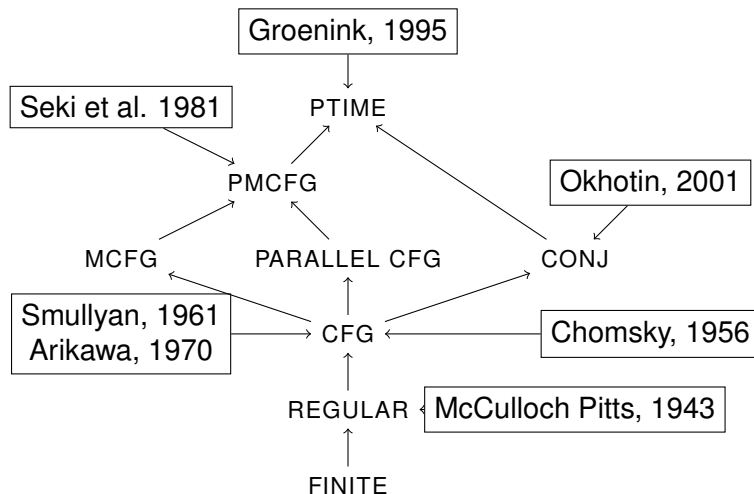 Groenink, 1995
PTIME
Seki et al. 1981
PMCFG
Okhotin, 2001
MCFG
PARALLEL CFG
CONJ
Smullyan, 1961
Arikawa, 1970
CFG
Chomsky, 1956
REGULAR
McCulloch Pitts, 1943
FINITE